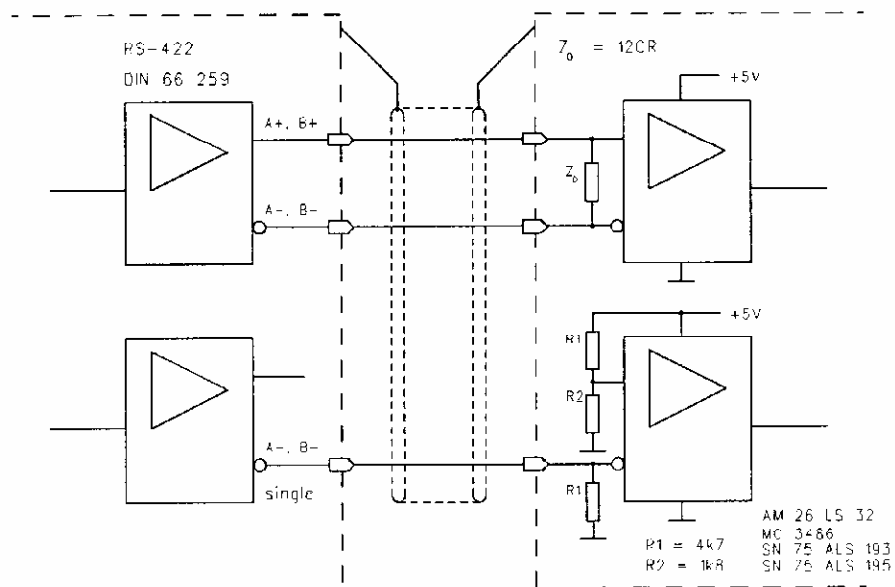 RS-422
DIN 66 259
Z0 = 120R
+5V
A+, B+
Z0
A-, B-
+5V
R1
R2
A-, B-
single
R1
AM 26 LS 32
MC 3486
R1 = 4k7
SN 75 ALS 193
R2 = 1k8
SN 75 ALS 195